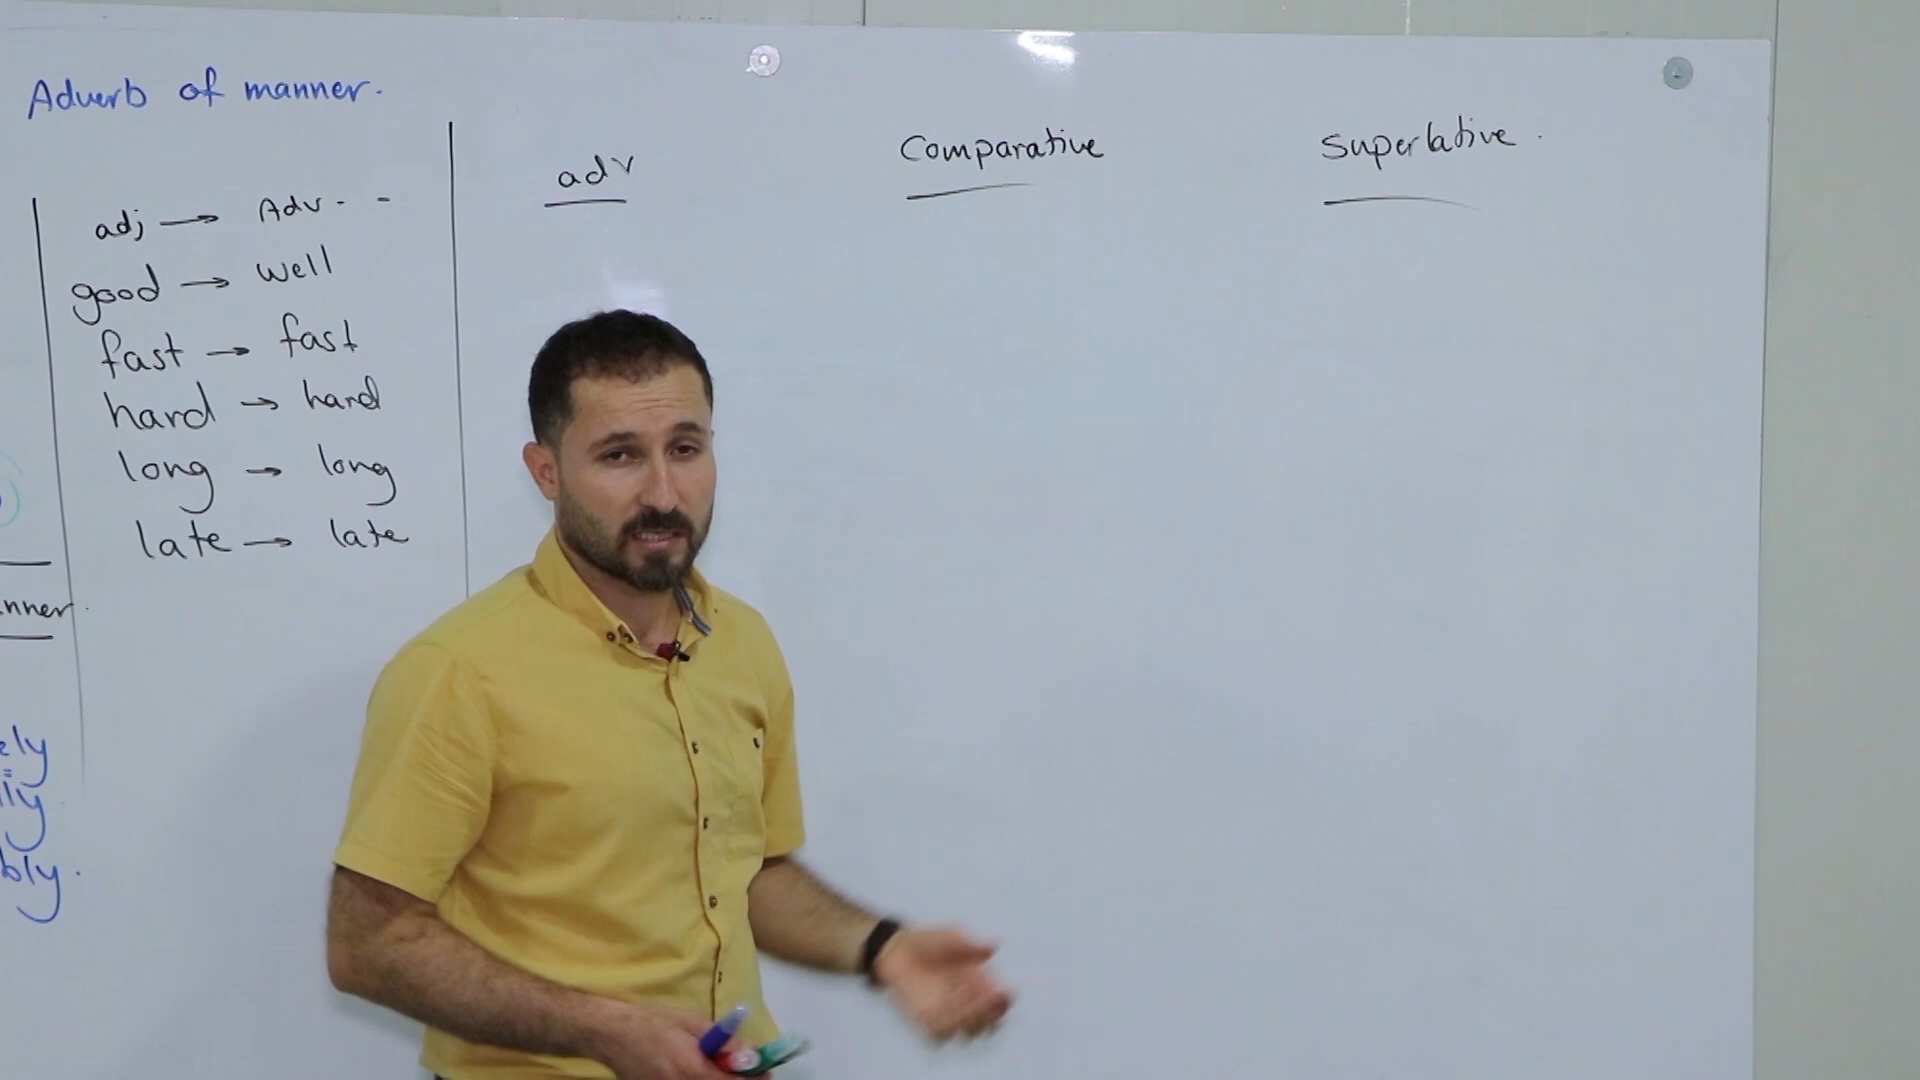 Adverb of manner.
adj → Adv. -
good → well
fast → fast
hard → hard
long → long
late → late
adv
Comparative
Superlative.
nner.
ely
bly.